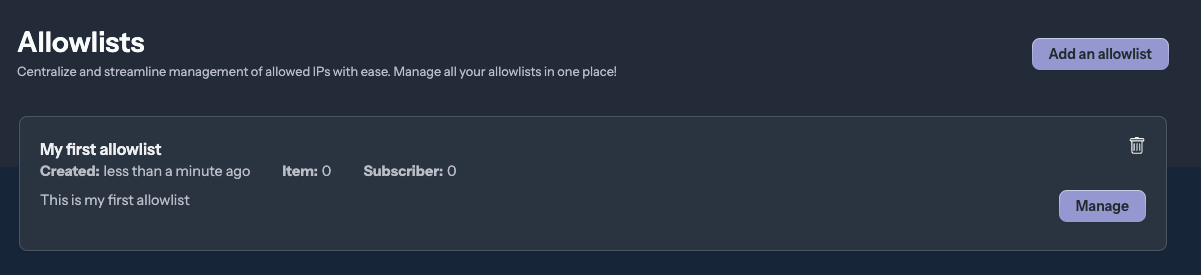 Allowlists
Add an allowlist
Centralize and streamline management of allowed IPs with ease. Manage all your allowlists in one place!
My first allowlist
Created: less than a minute ago Item: 0 Subscriber: 0
This is my first allowlist
Manage